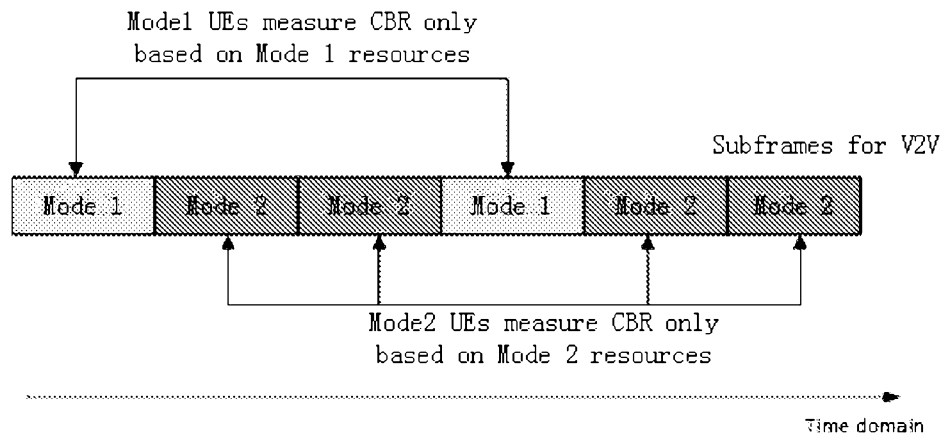 Mode1 UEs measure CBR only
based on Mode 1 resources
Subframes for V2V
Mode 1 Mode 2 Mode 2 Mode 1 Mode 2 Mode 2
Mode2 UEs measure CBR only
based on Mode 2 resources
Time domain